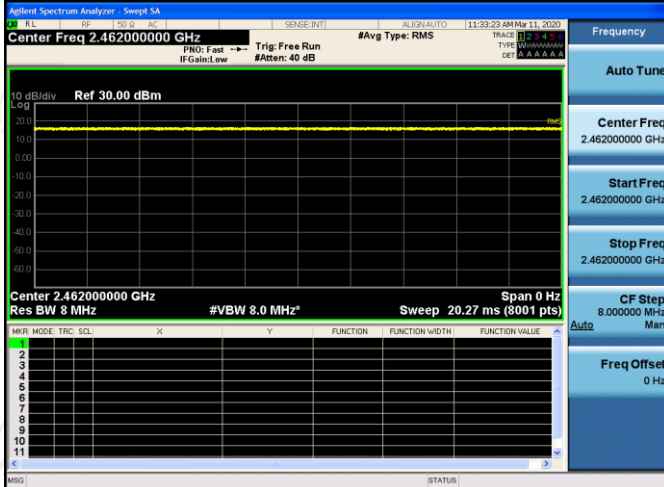 Agilent Spectrum Analyzer - Swept SA
RL RF 50 Ω AC SENSE:INT ALIGN AUTO 11:33:23 AM Mar 11, 2020
Center Freq 2.462000000 GHz
PNO: Fast
IFGain:Low
Trig: Free Run
#Atten: 40 dB
#Avg Type: RMS
TRACE 1 2 3 4 5 6
TYPE
DET A A A A A A
10 dB/div Ref 30.00 dBm
Log
RMS
20.0
10.0
0.00
-10.0
-20.0
-30.0
-40.0
-50.0
-60.0
Center 2.462000000 GHz Span 0 Hz
Res BW 8 MHz #VBW 8.0 MHz* Sweep 20.27 ms (8001 pts)
MKR MODE TRC SCL X Y FUNCTION FUNCTION WIDTH FUNCTION VALUE
1
2
3
4
5
6
7
8
9
10
11
MSG STATUS
Frequency
Auto Tune
Center Freq
2.462000000 GHz
Start Freq
2.462000000 GHz
Stop Freq
2.462000000 GHz
CF Step
8.000000 MHz
Auto Man
Freq Offset
0 Hz